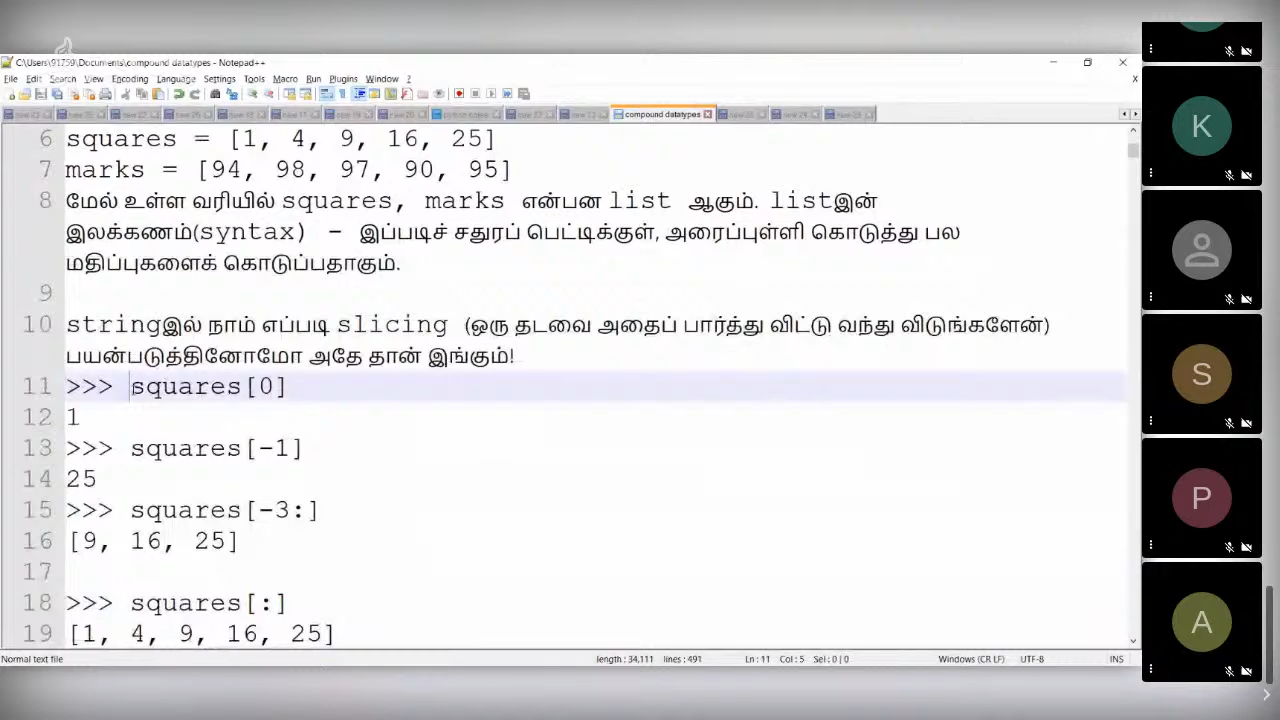 C:\Users\91759\Documents\compound datatypes - Notepad++
File Edit Search View Encoding Language Settings Tools Macro Run Plugins Window ?
compound datatypes
6 squares = [1, 4, 9, 16, 25]
7 marks = [94, 98, 97, 90, 95]
8 மேல் உள்ள வரியில் squares, marks என்பன list ஆகும். listஇன்
இலக்கணம்(syntax) - இப்படிச் சதுரப் பெட்டிக்குள், அரைப்புள்ளி கொடுத்து பல
மதிப்புகளைக் கொடுப்பதாகும்.
9
10 stringஇல் நாம் எப்படி slicing (ஒரு தடவை அதைப் பார்த்து விட்டு வந்து விடுங்களேன்)
பயன்படுத்தினோமோ அதே தான் இங்கும்!
11 >>> squares[0]
12 1
13 >>> squares[-1]
14 25
15 >>> squares[-3:]
16 [9, 16, 25]
17
18 >>> squares[:]
19 [1, 4, 9, 16, 25]
Normal text file length : 34,111 lines : 491 Ln : 11 Col : 5 Sel : 0 | 0 Windows (CR LF) UTF-8 INS
K
S
P
A